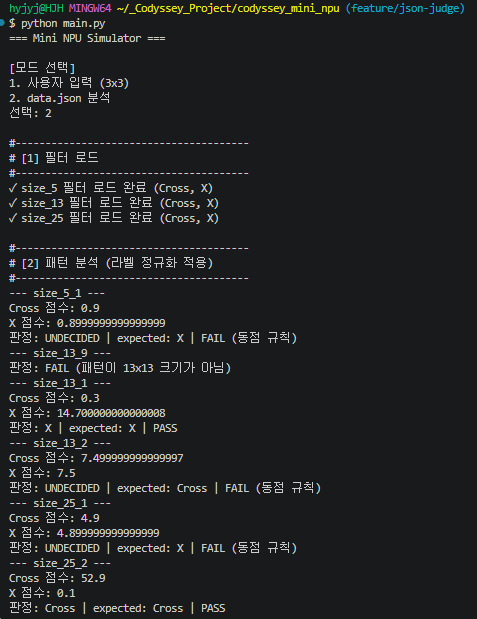 hyjyj@HJH MINGW64 ~/_Codyssey_Project/codyssey_mini_npu (feature/json-judge)
$ python main.py
=== Mini NPU Simulator ===
[모드 선택]
1. 사용자 입력 (3x3)
2. data.json 분석
선택: 2
#---------------------------------------
# [1] 필터 로드
#---------------------------------------
✓ size_5 필터 로드 완료 (Cross, X)
✓ size_13 필터 로드 완료 (Cross, X)
✓ size_25 필터 로드 완료 (Cross, X)
#---------------------------------------
# [2] 패턴 분석 (라벨 정규화 적용)
#---------------------------------------
--- size_5_1 ---
Cross 점수: 0.9
X 점수: 0.8999999999999999
판정: UNDECIDED | expected: X | FAIL (동점 규칙)
--- size_13_9 ---
판정: FAIL (패턴이 13x13 크기가 아님)
--- size_13_1 ---
Cross 점수: 0.3
X 점수: 14.700000000000008
판정: X | expected: X | PASS
--- size_13_2 ---
Cross 점수: 7.499999999999997
X 점수: 7.5
판정: UNDECIDED | expected: Cross | FAIL (동점 규칙)
--- size_25_1 ---
Cross 점수: 4.9
X 점수: 4.899999999999999
판정: UNDECIDED | expected: X | FAIL (동점 규칙)
--- size_25_2 ---
Cross 점수: 52.9
X 점수: 0.1
판정: Cross | expected: Cross | PASS